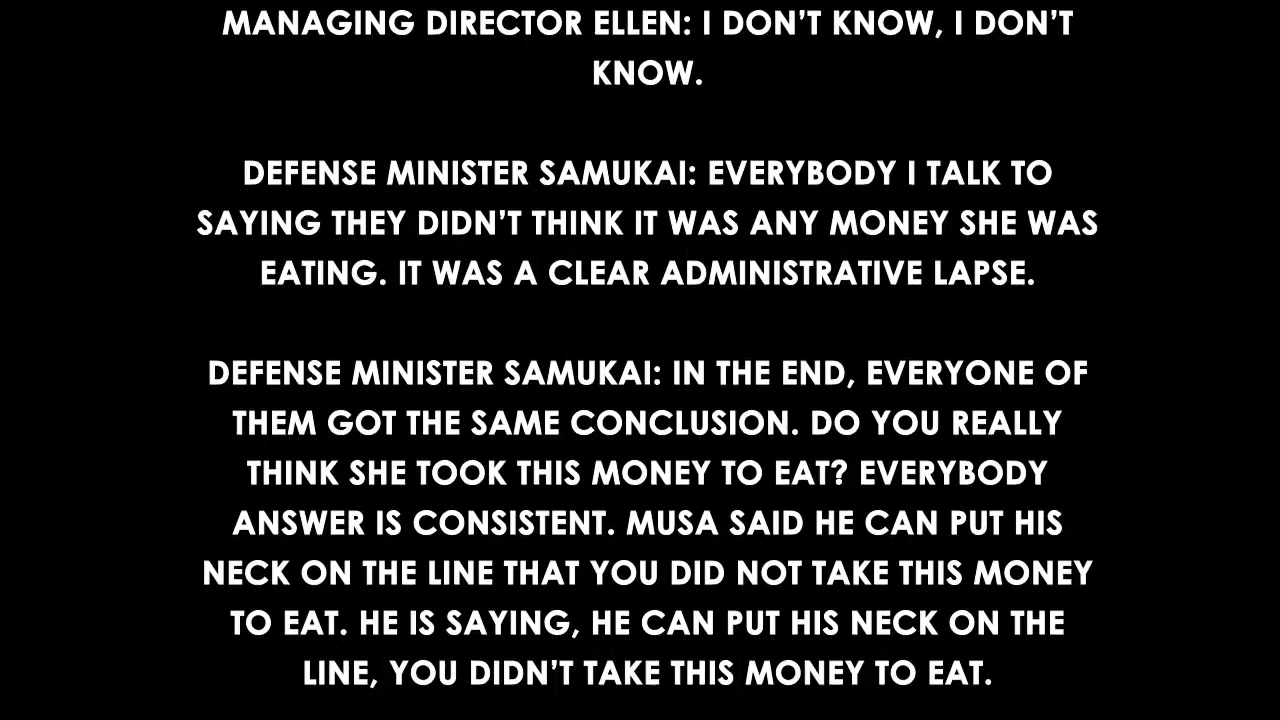 MANAGING DIRECTOR ELLEN: I DON'T KNOW, I DON'T
KNOW.
DEFENSE MINISTER SAMUKAI: EVERYBODY I TALK TO
SAYING THEY DIDN'T THINK IT WAS ANY MONEY SHE WAS
EATING. IT WAS A CLEAR ADMINISTRATIVE LAPSE.
DEFENSE MINISTER SAMUKAI: IN THE END, EVERYONE OF
THEM GOT THE SAME CONCLUSION. DO YOU REALLY
THINK SHE TOOK THIS MONEY TO EAT? EVERYBODY
ANSWER IS CONSISTENT. MUSA SAID HE CAN PUT HIS
NECK ON THE LINE THAT YOU DID NOT TAKE THIS MONEY
TO EAT. HE IS SAYING, HE CAN PUT HIS NECK ON THE
LINE, YOU DIDN'T TAKE THIS MONEY TO EAT.